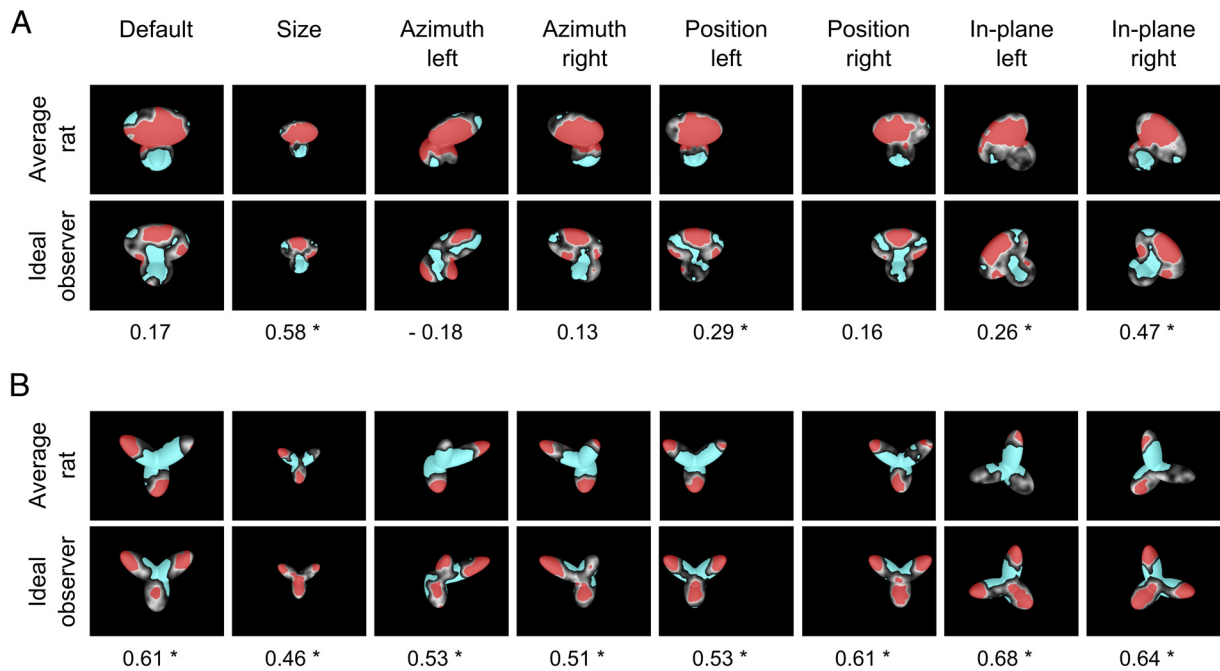 A
Default Size Azimuth left Azimuth right Position left Position right In-plane left In-plane right
Average rat
Ideal observer
0.17 0.58 * - 0.18 0.13 0.29 * 0.16 0.26 * 0.47 *
B
Average rat
Ideal observer
0.61 * 0.46 * 0.53 * 0.51 * 0.53 * 0.61 * 0.68 * 0.64 *